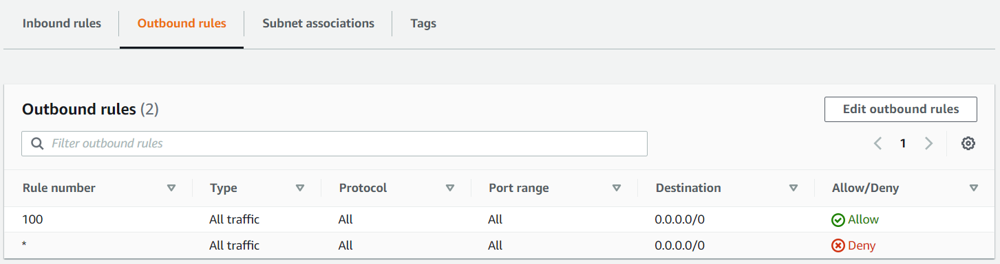 Inbound rules Outbound rules Subnet associations Tags
Outbound rules (2) Edit outbound rules
Filter outbound rules 1
Rule number Type Protocol Port range Destination Allow/Deny
100 All traffic All All 0.0.0.0/0 Allow
* All traffic All All 0.0.0.0/0 Deny